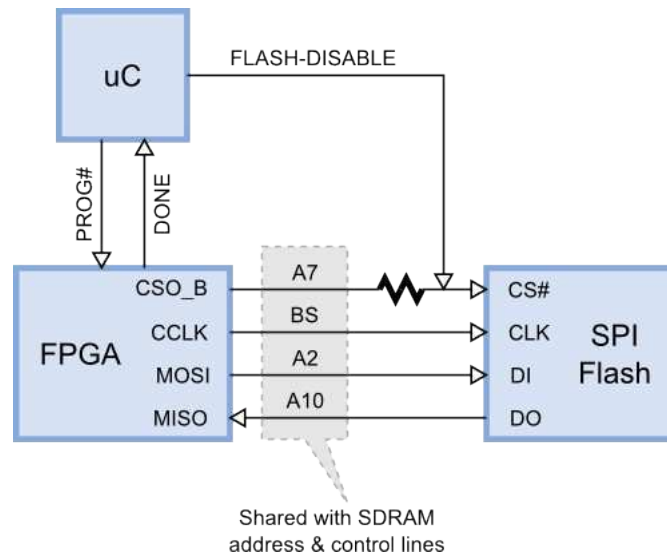 uC
FLASH-DISABLE
PROG#
DONE
CSO_B
A7
CS#
CCLK
BS
CLK
FPGA
SPI
Flash
MOSI
A2
DI
MISO
A10
DO
Shared with SDRAM
address & control lines